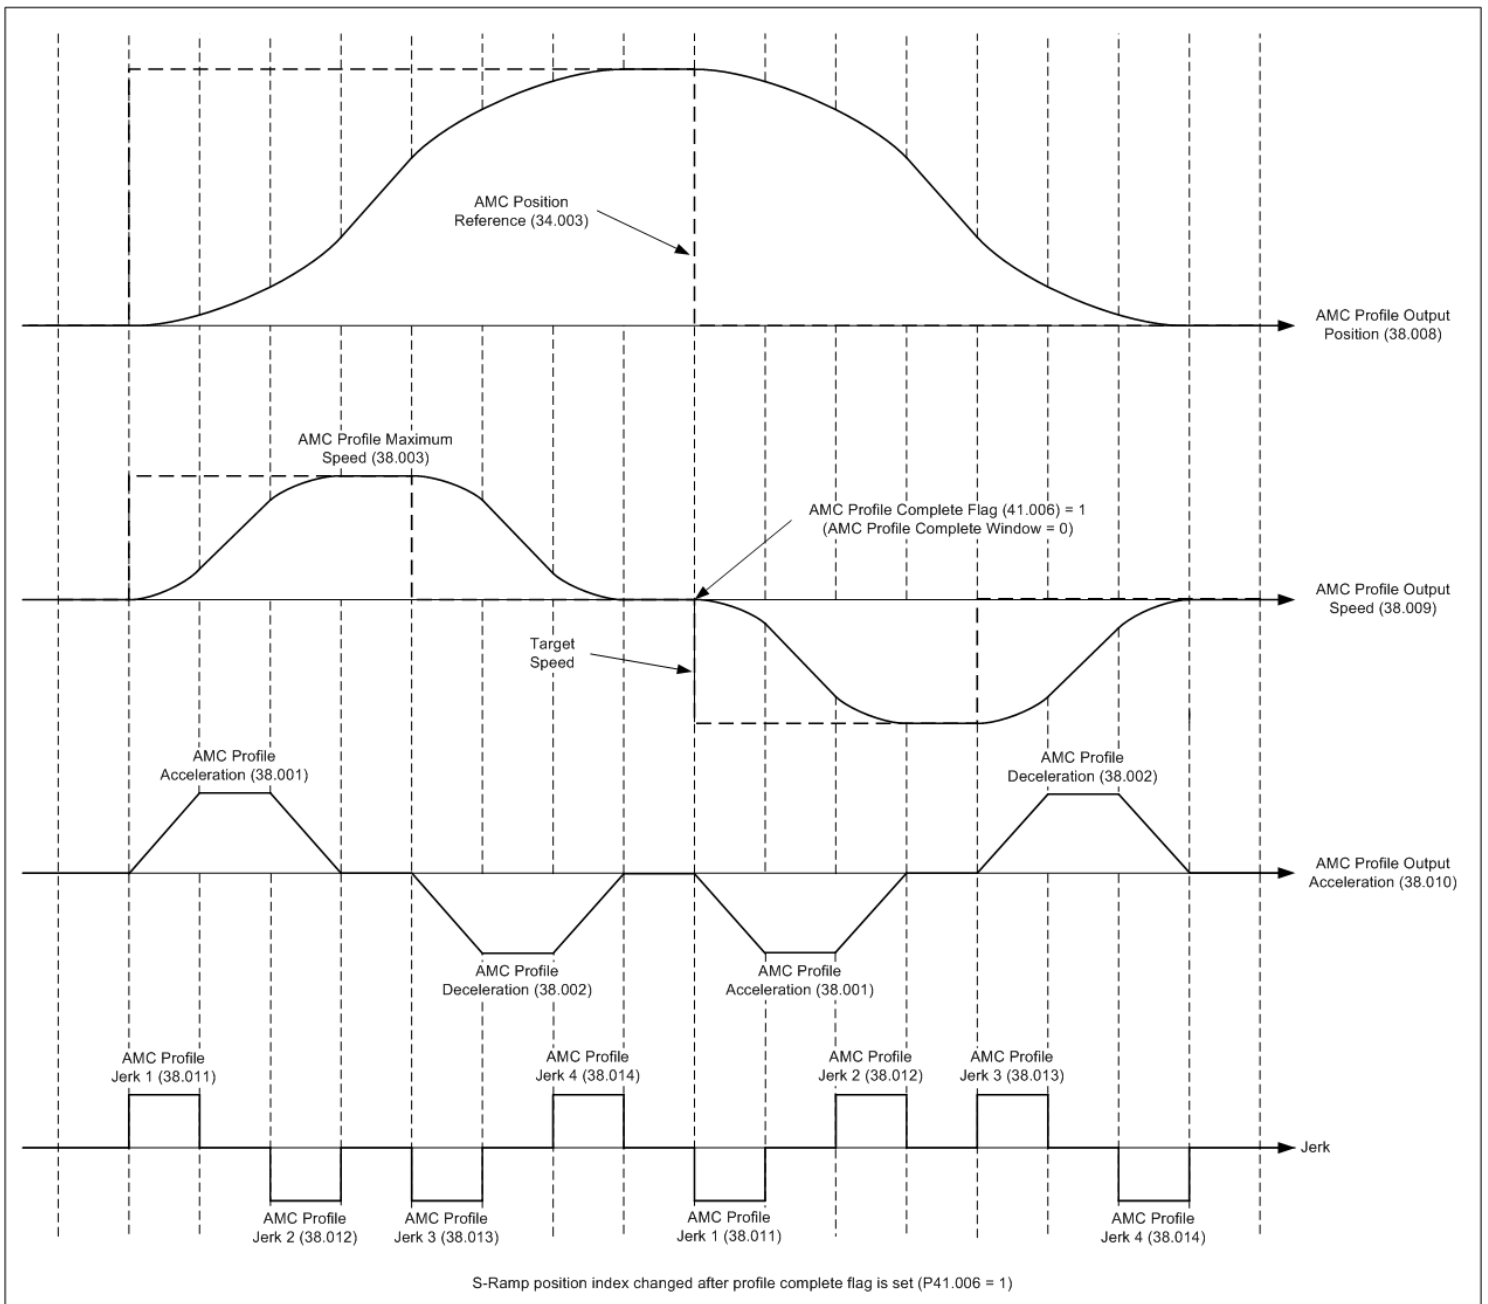 AMC Position
Reference (34.003)
AMC Profile Output
Position (38.008)
AMC Profile Maximum
Speed (38.003)
AMC Profile Complete Flag (41.006) = 1
(AMC Profile Complete Window = 0)
AMC Profile Output
Speed (38.009)
Target
Speed
AMC Profile
Acceleration (38.001)
AMC Profile
Deceleration (38.002)
AMC Profile Output
Acceleration (38.010)
AMC Profile
Deceleration (38.002)
AMC Profile
Acceleration (38.001)
AMC Profile
Jerk 1 (38.011)
AMC Profile
Jerk 4 (38.014)
AMC Profile
Jerk 2 (38.012)
AMC Profile
Jerk 3 (38.013)
Jerk
AMC Profile
Jerk 2 (38.012)
AMC Profile
Jerk 3 (38.013)
AMC Profile
Jerk 1 (38.011)
AMC Profile
Jerk 4 (38.014)
S-Ramp position index changed after profile complete flag is set (P41.006 = 1)